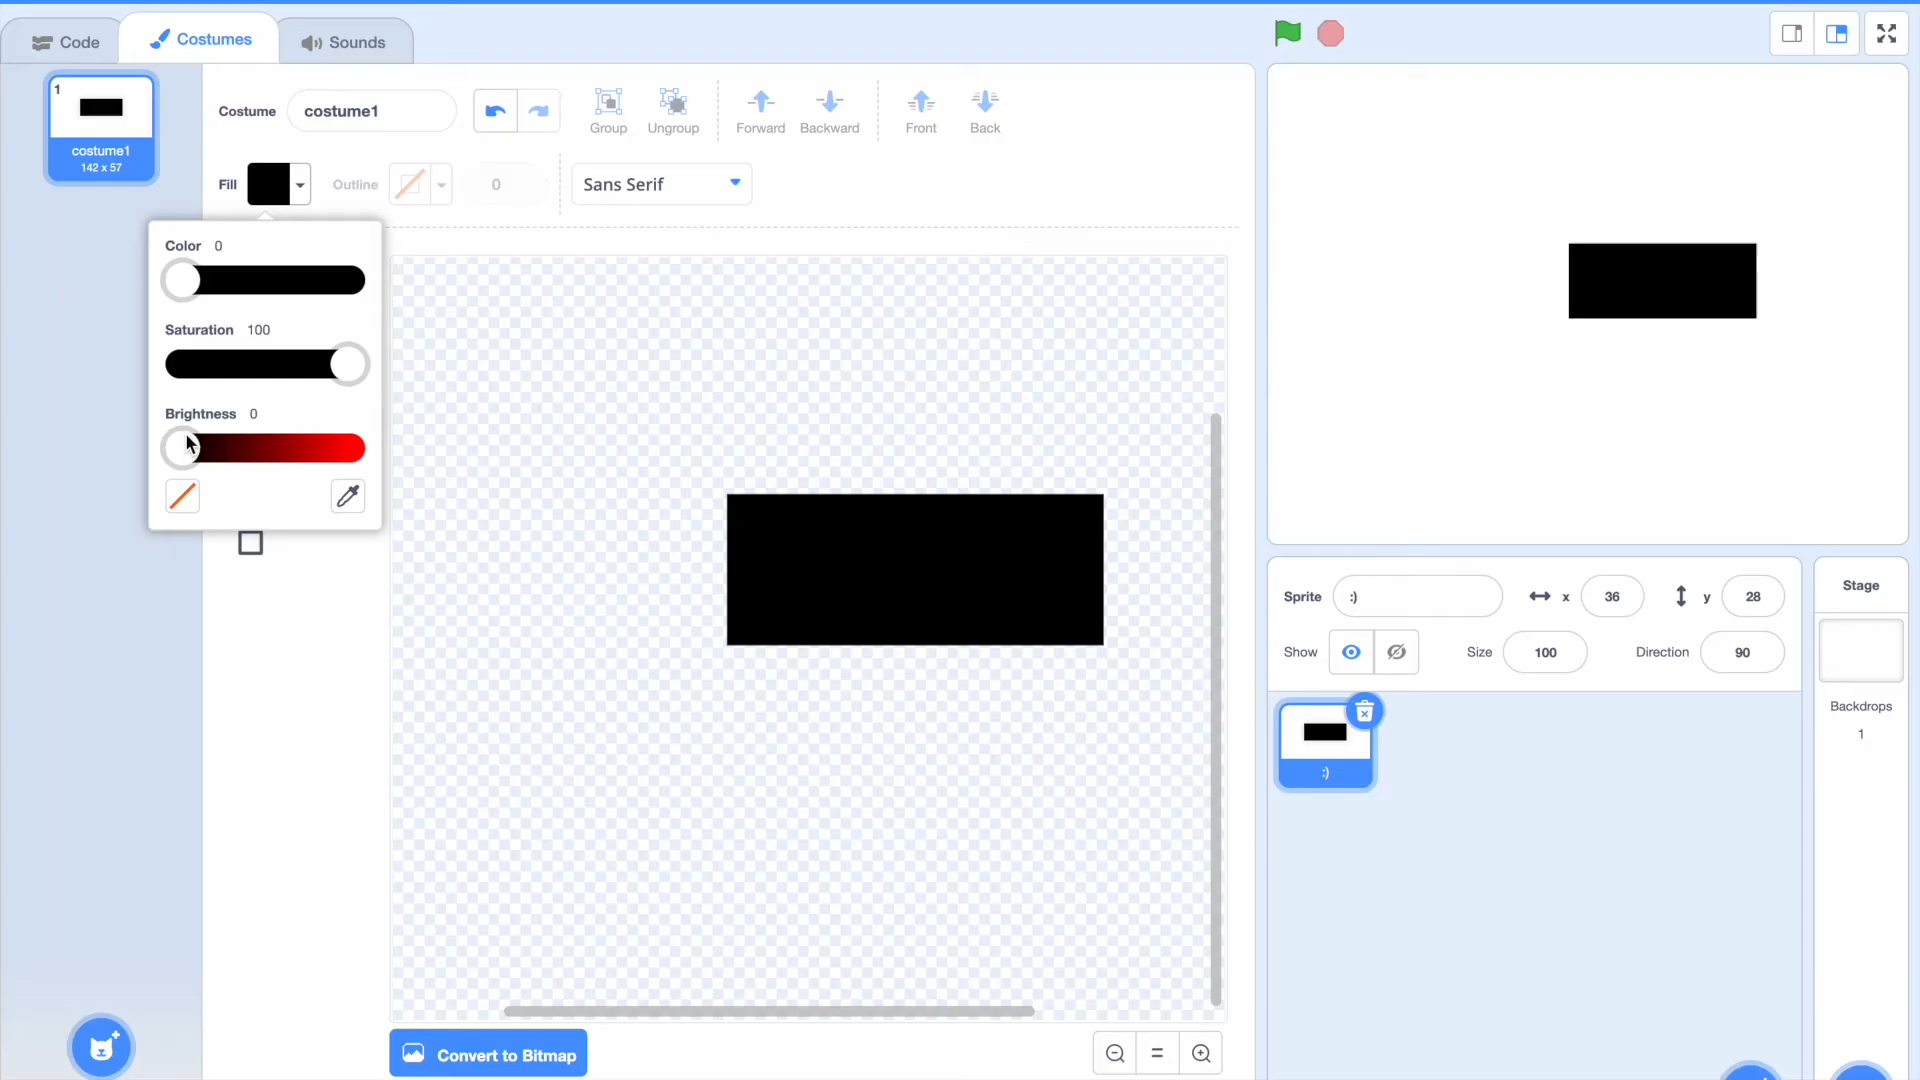 Code
Costumes
Sounds
1
costume1
142 x 57
Costume
costume1
Group
Ungroup
Forward
Backward
Front
Back
Fill
Outline
0
Sans Serif
Color 0
Saturation 100
Brightness 0
Convert to Bitmap
Sprite
:)
x
36
y
28
Show
Size
100
Direction
90
:)
Stage
Backdrops
1